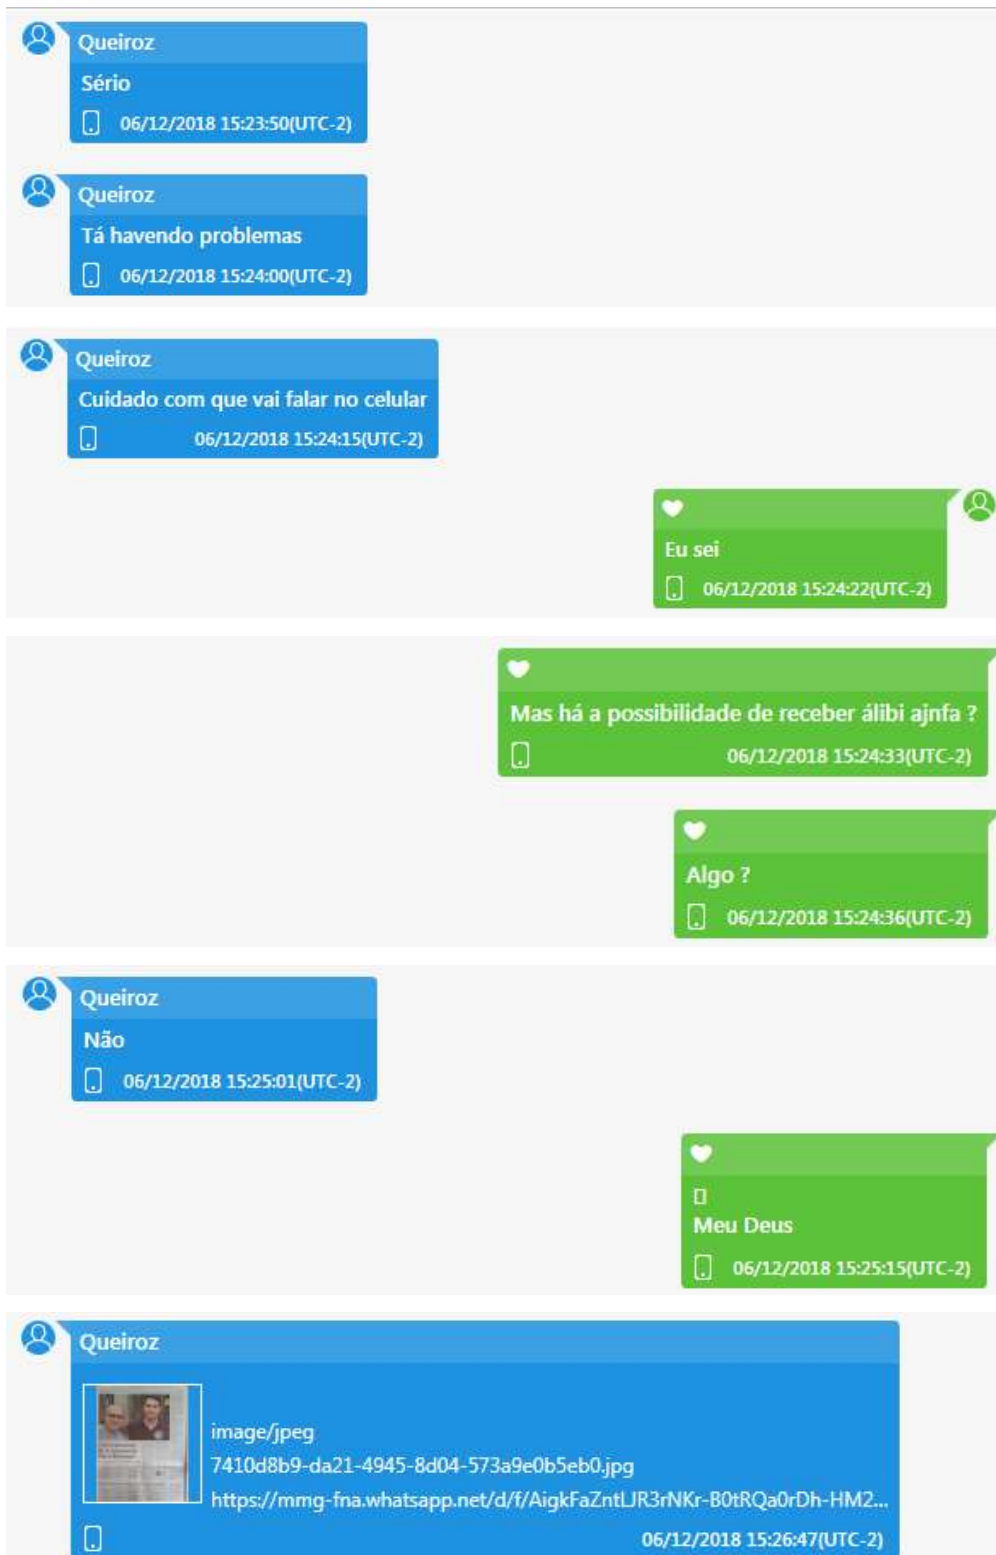 Queiroz
Sério
06/12/2018 15:23:50(UTC-2)
Queiroz
Tá havendo problemas
06/12/2018 15:24:00(UTC-2)
Queiroz
Cuidado com que vai falar no celular
06/12/2018 15:24:15(UTC-2)
Eu sei
06/12/2018 15:24:22(UTC-2)
Mas há a possibilidade de receber álibi ajnfa ?
06/12/2018 15:24:33(UTC-2)
Algo ?
06/12/2018 15:24:36(UTC-2)
Queiroz
Não
06/12/2018 15:25:01(UTC-2)
Meu Deus
06/12/2018 15:25:15(UTC-2)
Queiroz
image/jpeg
7410d8b9-da21-4945-8d04-573a9e0b5eb0.jpg
https://mmg-fna.whatsapp.net/d/f/AigkFaZntLJR3rNKr-B0tRQa0rDh-HM2...
06/12/2018 15:26:47(UTC-2)